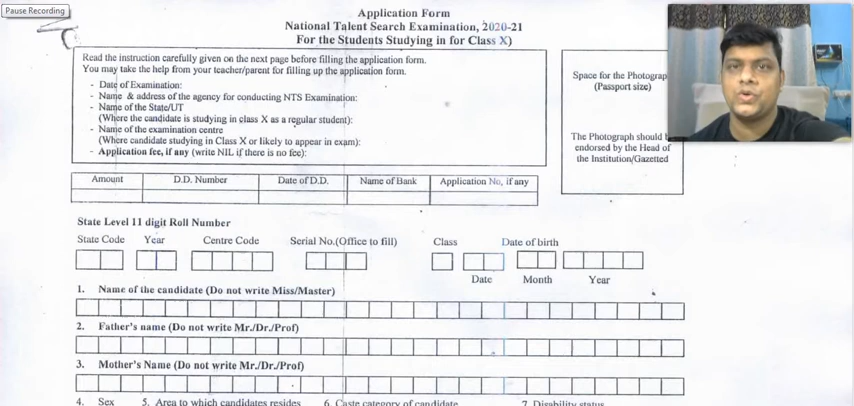 Pause Recording
Application Form
National Talent Search Examination, 2020-21
For the Students Studying in for Class X)
Read the instruction carefully given on the next page before filling the application form.
You may take the help from your teacher/parent for filling up the application form.
- Date of Examination:
- Name & address of the agency for conducting NTS Examination:
- Name of the State/UT
(Where the candidate is studying in class X as a regular student):
- Name of the examination centre
(Where candidate studying in Class X or likely to appear in exam):
- Application fee, if any (write NIL if there is no fee):
Space for the Photograp
(Passport size)
The Photograph should
endorsed by the Head of
the Institution/Gazetted
Amount D.D. Number Date of D.D. Name of Bank Application No, if any
State Level 11 digit Roll Number
State Code Year Centre Code Serial No.(Office to fill) Class Date of birth
Date Month Year
1. Name of the candidate (Do not write Miss/Master)
2. Father's name (Do not write Mr./Dr./Prof)
3. Mother's Name (Do not write Mr./Dr./Prof)
4. Sex 5. Area to which candidates resides 6. Caste category of candidate 7. Disability status